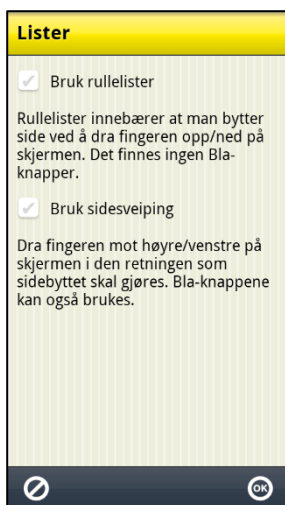 Lister
Bruk rullelister
Rullelister innebærer at man bytter
side ved å dra fingeren opp/ned på
skjermen. Det finnes ingen Bla-
knapper.
Bruk sidesveiping
Dra fingeren mot høyre/venstre på
skjermen i den retningen som
sidebyttet skal gjøres. Bla-knappene
kan også brukes.
OK